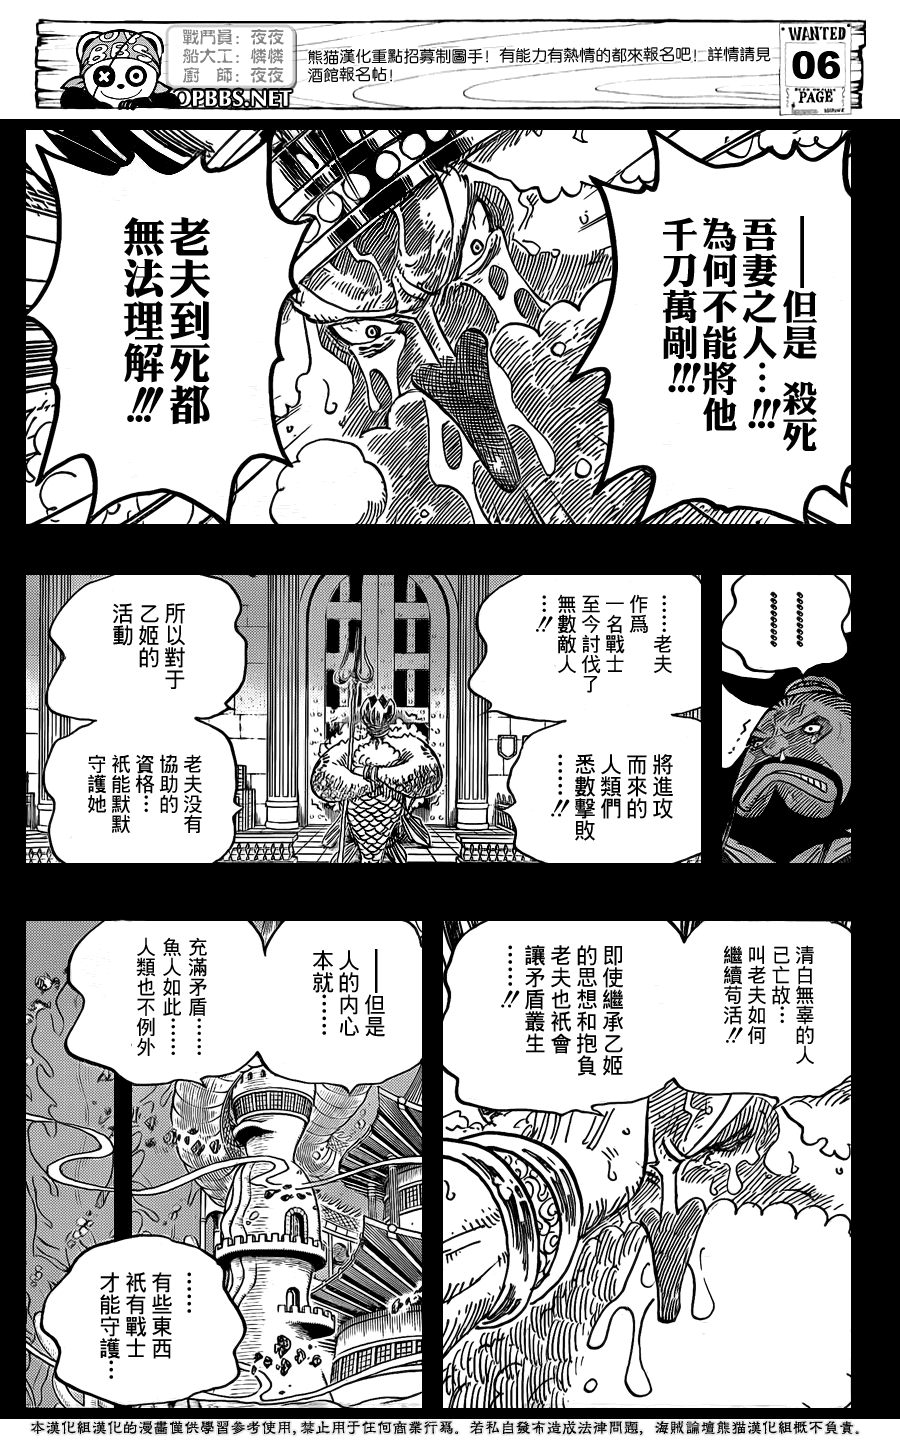 戰鬥員：夜夜
船大工：憐憐
廚　師：夜夜
OPBBS.NET
熊猫漢化重點招募制圖手！有能力有熱情的都來報名吧！詳情請見
酒館報名帖！
WANTED
06
PAGE
——但是 殺死
吾妻之人…!!!
為何不能將他
千刀萬剮!!!
老夫到死都
無法理解!!!
……老夫
作爲
一名戰士
至今討伐了
無數敵人
…!!
將進攻
而來的
人類們
悉數擊敗
……!!
所以對于
乙姬的
活動
老夫没有
協助的
資格…
衹能默默
守護她
清白無辜的人
已亡故…
叫老夫如何
繼續苟活!!
即使繼承乙姬
的思想和抱負
老夫也衹會
讓矛盾叢生
……!!
——但是
人的内心
本就……
充滿矛盾……
魚人如此……
人類也不例外
有些東西
衹有戰士
才能守護…
本漢化組漢化的漫畫僅供學習參考使用,禁止用于任何商業行爲。若私自發布造成法律問題，海賊論壇熊猫漢化組概不負責。